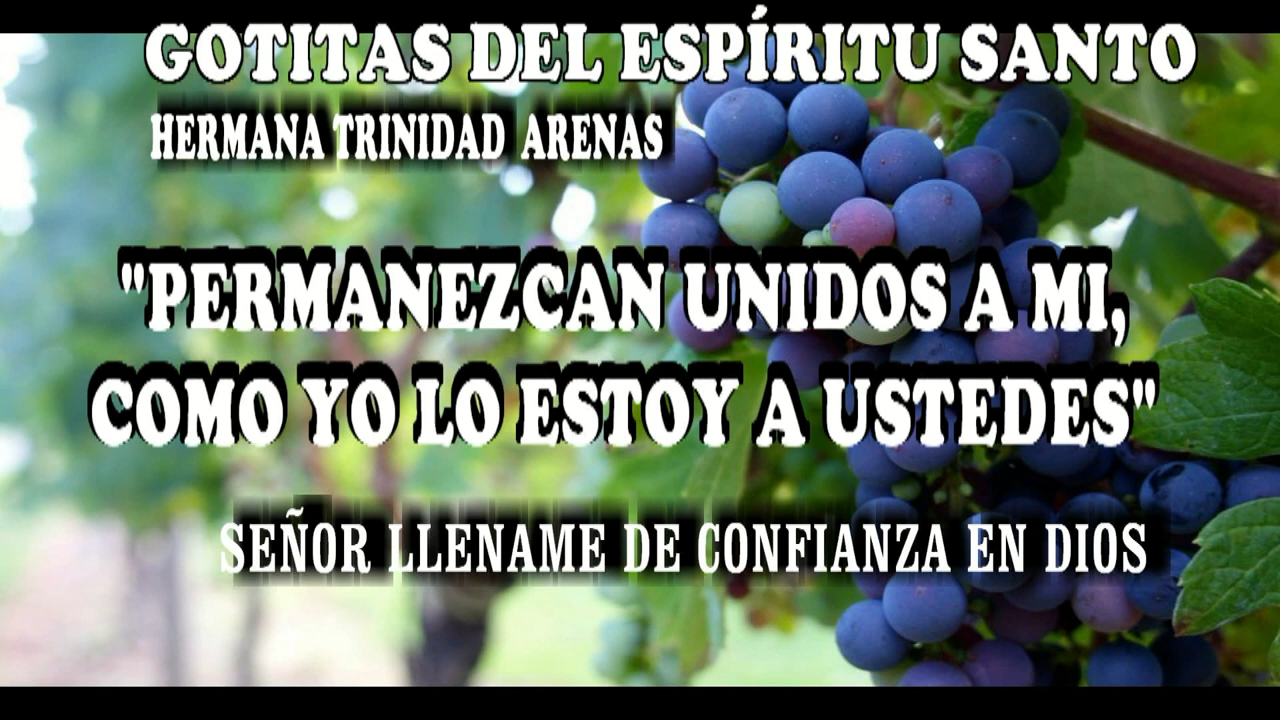 GOTITAS DEL ESPÍRITU SANTO
HERMANA TRINIDAD ARENAS
"PERMANEZCAN UNIDOS A MI,
COMO YO LO ESTOY A USTEDES"
SEÑOR LLENAME DE CONFIANZA EN DIOS